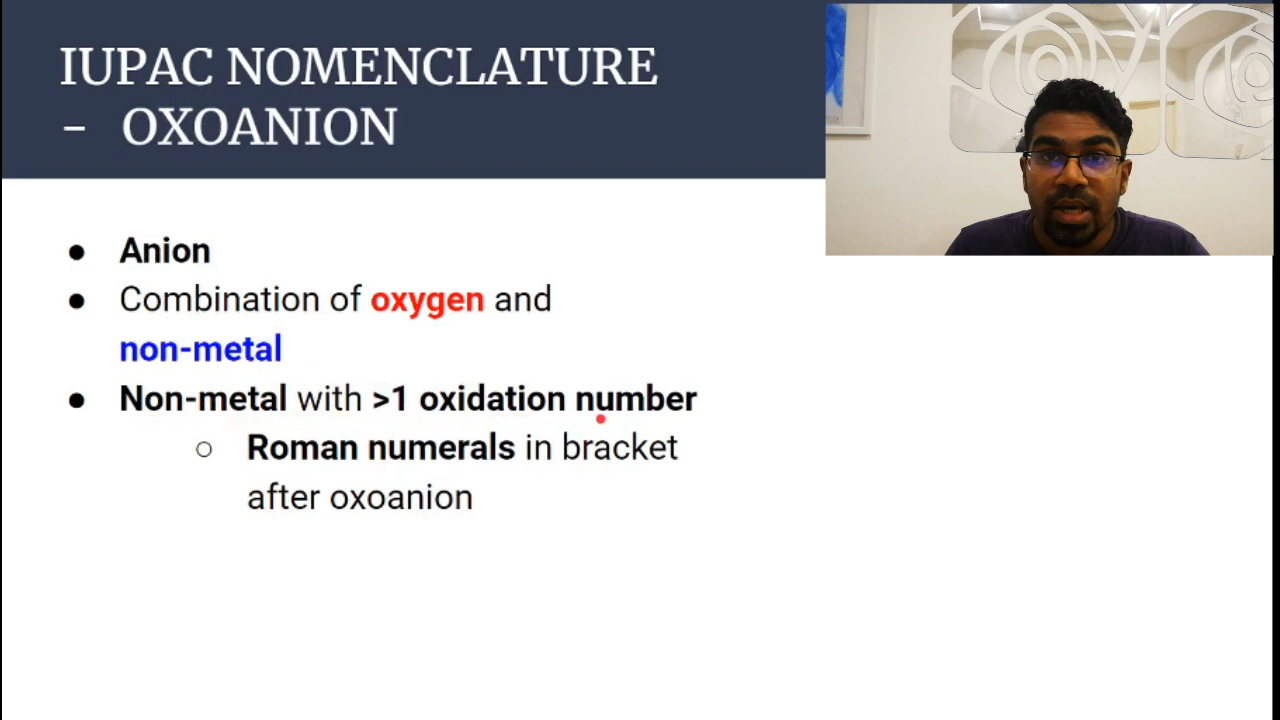 IUPAC NOMENCLATURE
- OXOANION
● Anion
● Combination of oxygen and
non-metal
● Non-metal with >1 oxidation number
○ Roman numerals in bracket
after oxoanion